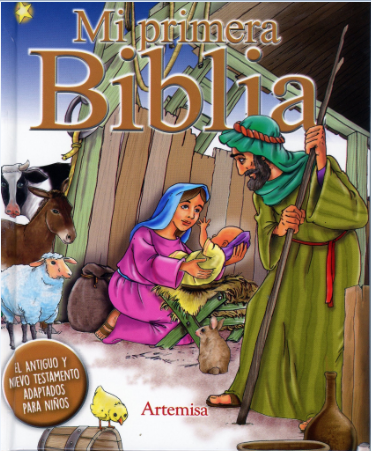 Mi primera
Biblia
EL ANTIGUO Y
NUEVO TESTAMENTO
ADAPTADOS
PARA NIÑOS
Artemisa